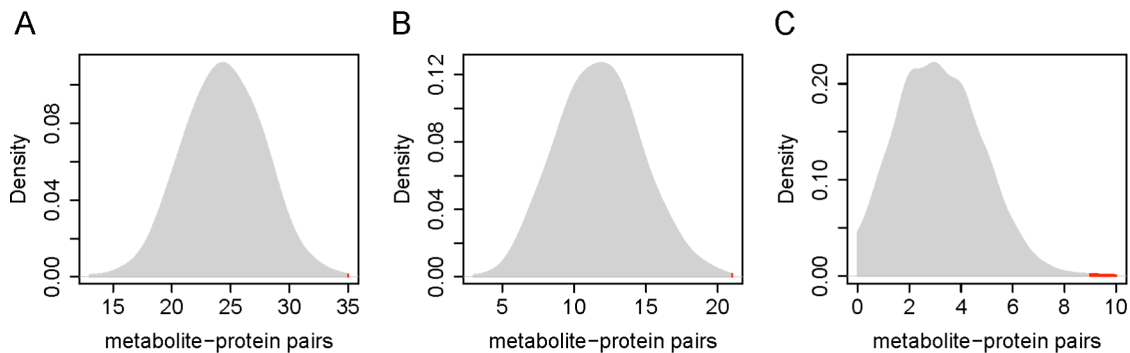 A
B
C
Density
0.00 0.04 0.08
15 20 25 30 35
metabolite−protein pairs
Density
0.00 0.04 0.08 0.12
5 10 15 20
metabolite−protein pairs
Density
0.00 0.10 0.20
0 2 4 6 8 10
metabolite−protein pairs